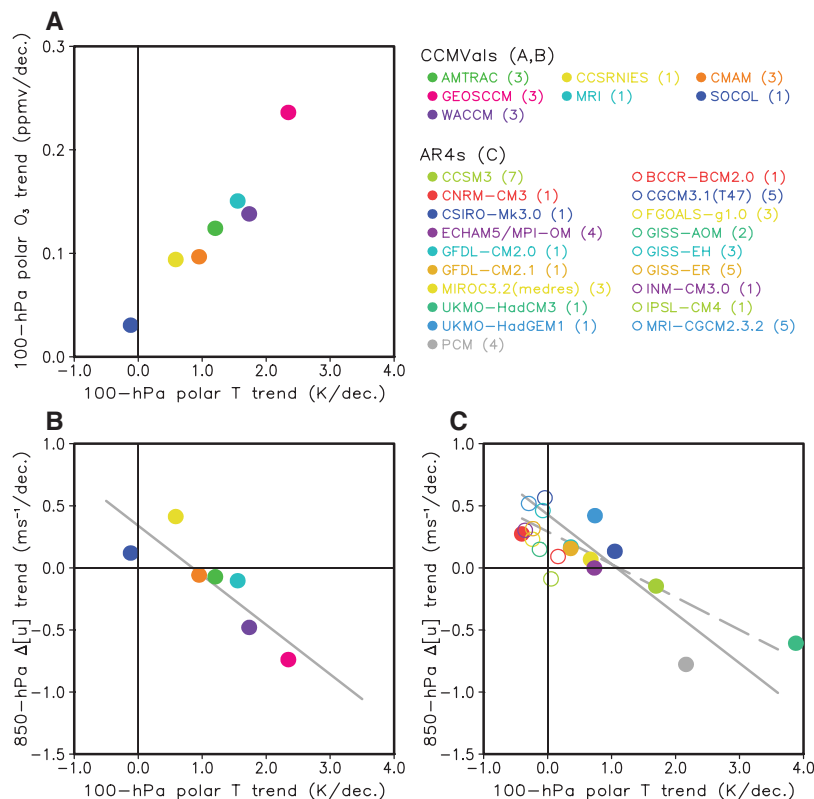 A
0.3
0.2
0.1
0.0
100-hPa polar O₃ trend (ppmv/dec.)
-1.0 0.0 1.0 2.0 3.0 4.0
100-hPa polar T trend (K/dec.)
CCMVals (A,B)
AMTRAC (3) CCSRNIES (1) CMAM (3)
GEOSCCM (3) MRI (1) SOCOL (1)
WACCM (3)
AR4s (C)
CCSM3 (7) BCCR-BCM2.0 (1)
CNRM-CM3 (1) CGCM3.1(T47) (5)
CSIRO-Mk3.0 (1) FGOALS-g1.0 (3)
ECHAM5/MPI-OM (4) GISS-AOM (2)
GFDL-CM2.0 (1) GISS-EH (3)
GFDL-CM2.1 (1) GISS-ER (5)
MIROC3.2(medres) (3) INM-CM3.0 (1)
UKMO-HadCM3 (1) IPSL-CM4 (1)
UKMO-HadGEM1 (1) MRI-CGCM2.3.2 (5)
PCM (4)
B
1.0
0.5
0.0
-0.5
-1.0
-1.5
850-hPa Δ[u] trend (ms⁻¹/dec.)
-1.0 0.0 1.0 2.0 3.0 4.0
100-hPa polar T trend (K/dec.)
C
1.0
0.5
0.0
-0.5
-1.0
-1.5
850-hPa Δ[u] trend (ms⁻¹/dec.)
-1.0 0.0 1.0 2.0 3.0 4.0
100-hPa polar T trend (K/dec.)